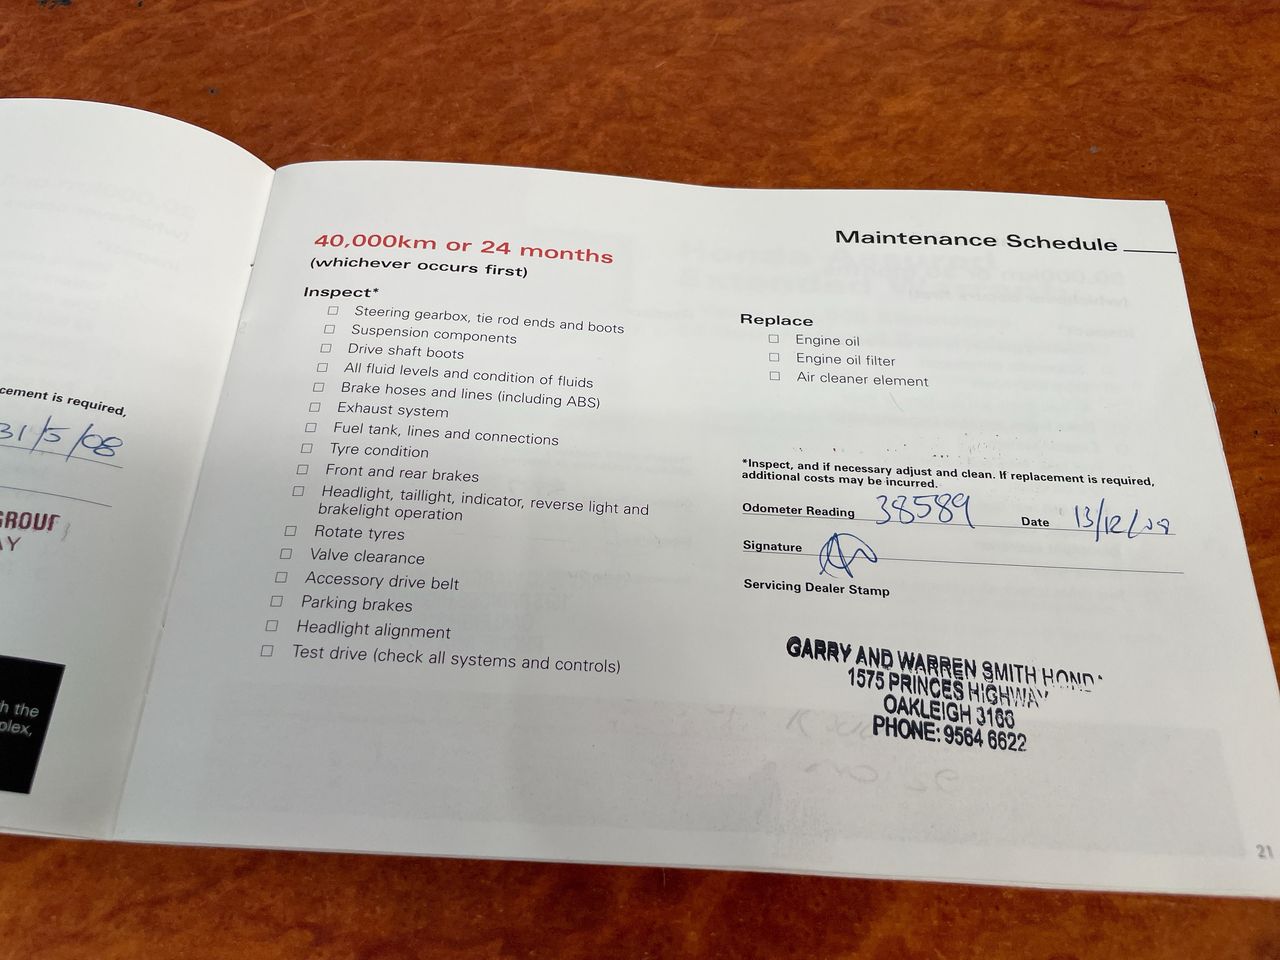 cement is required,
31/5/08
GROUP
AY
h the
plex,
Maintenance Schedule
40,000km or 24 months
(whichever occurs first)
Inspect*
Steering gearbox, tie rod ends and boots
Suspension components
Drive shaft boots
All fluid levels and condition of fluids
Brake hoses and lines (including ABS)
Exhaust system
Fuel tank, lines and connections
Tyre condition
Front and rear brakes
Headlight, taillight, indicator, reverse light and
brakelight operation
Rotate tyres
Valve clearance
Accessory drive belt
Parking brakes
Headlight alignment
Test drive (check all systems and controls)
Replace
Engine oil
Engine oil filter
Air cleaner element
*Inspect, and if necessary adjust and clean. If replacement is required,
additional costs may be incurred.
Odometer Reading 38589 Date 13/12/08
Signature
Servicing Dealer Stamp
GARRY AND WARREN SMITH HOND
1575 PRINCES HIGHWAY
OAKLEIGH 3166
PHONE: 9564 6622
21